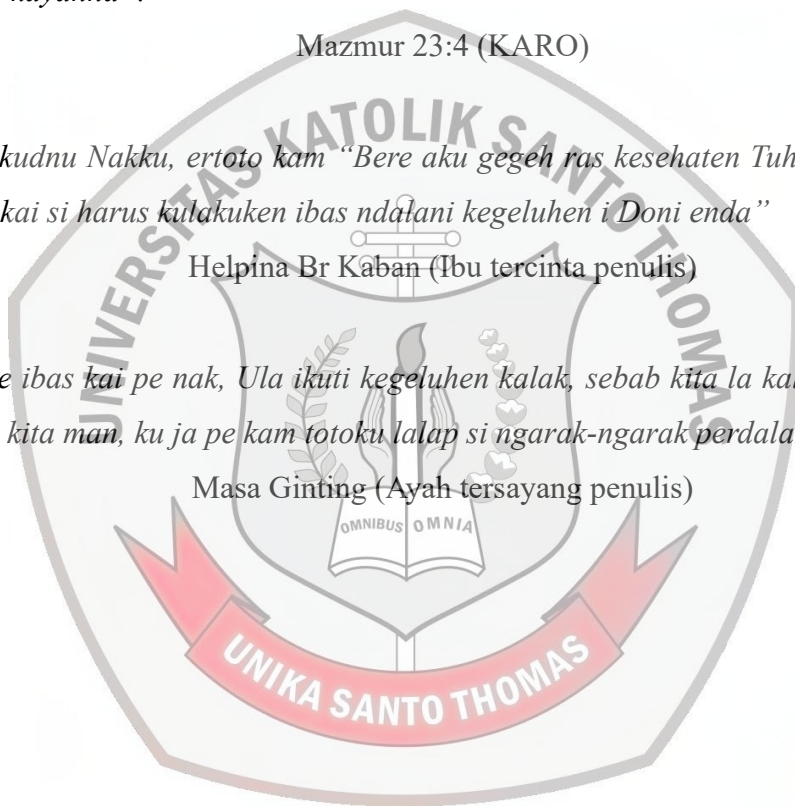 Mazmur 23:4 (KARO)
kudnu Nakku, ertoto kam “Bere aku gegeh ras kesehaten Tuh
kai si harus kulakuken ibas ndalani kegeluhen i Doni enda”
Helpina Br Kaban (Ibu tercinta penulis)
e ibas kai pe nak, Ula ikuti kegeluhen kalak, sebab kita la kal
kita man, ku ja pe kam totoku lalap si ngarak-ngarak perdala
Masa Ginting (Ayah tersayang penulis)
UNIVERSITAS KATOLIK SANTO THOMAS
OMNIBUS OMNIA
UNIKA SANTO THOMAS